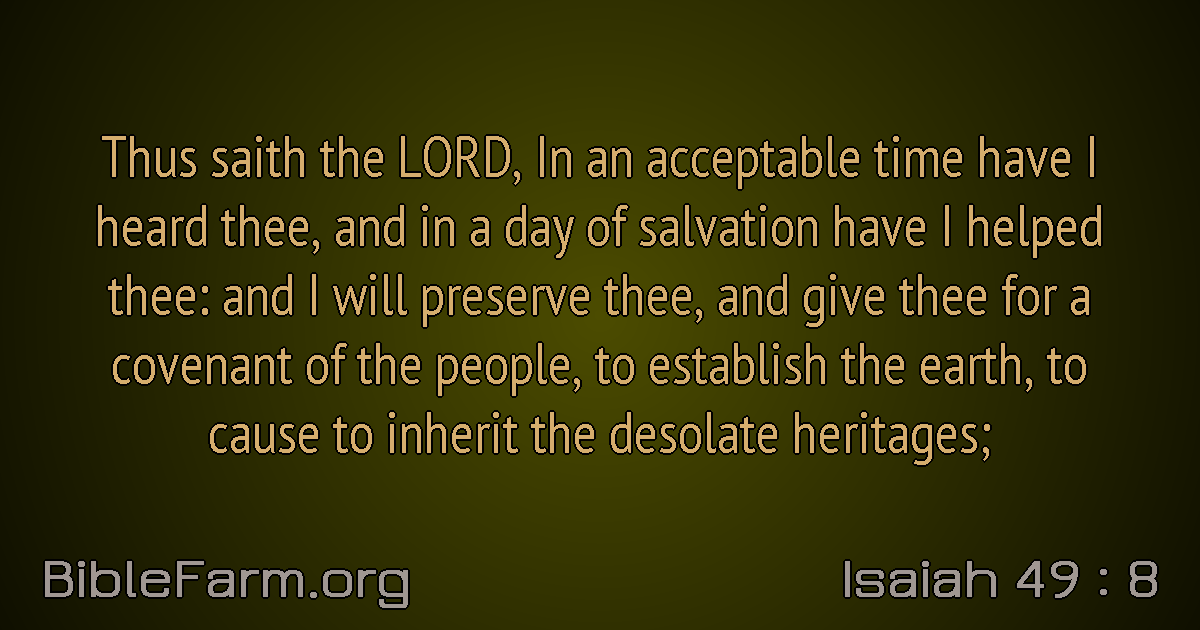 Thus saith the LORD, In an acceptable time have I
heard thee, and in a day of salvation have I helped
thee: and I will preserve thee, and give thee for a
covenant of the people, to establish the earth, to
cause to inherit the desolate heritages;
BibleFarm.org
Isaiah 49 : 8